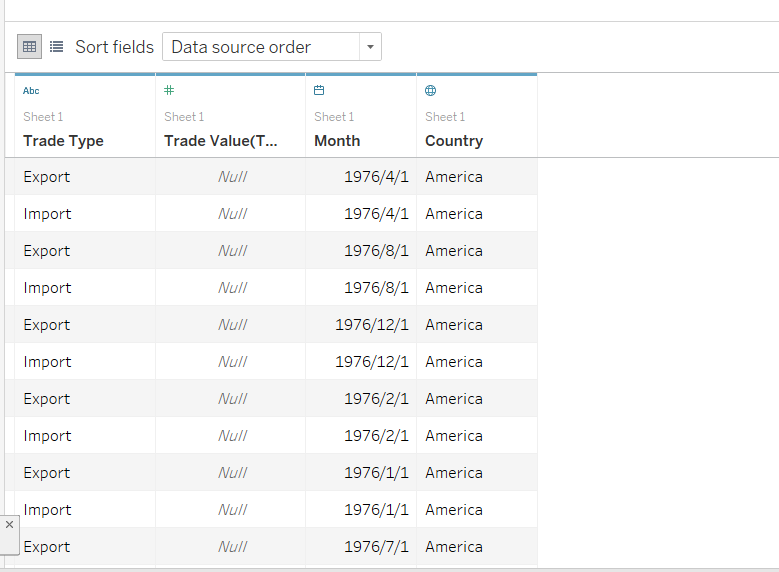 Sort fields Data source order
Abc #
Sheet 1 Sheet 1 Sheet 1 Sheet 1
Trade Type Trade Value(T... Month Country
Export Null 1976/4/1 America
Import Null 1976/4/1 America
Export Null 1976/8/1 America
Import Null 1976/8/1 America
Export Null 1976/12/1 America
Import Null 1976/12/1 America
Export Null 1976/2/1 America
Import Null 1976/2/1 America
Export Null 1976/1/1 America
Import Null 1976/1/1 America
Export Null 1976/7/1 America